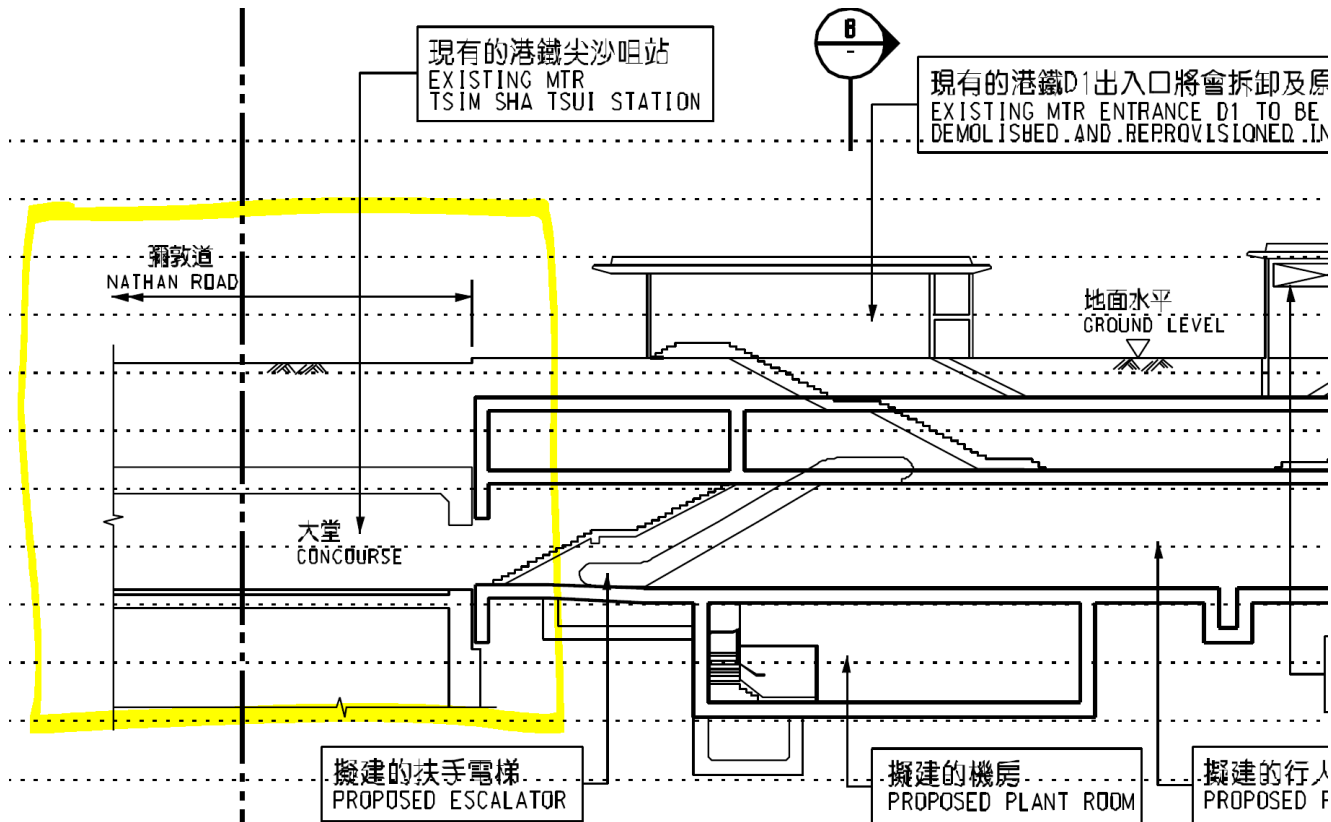 現有的港鐵尖沙咀站
EXISTING MTR
TSIM SHA TSUI STATION
B
-
現有的港鐵D1出入口將會拆卸及原
EXISTING MTR ENTRANCE D1 TO BE
DEMOLISHED AND REPROVISIONED IN
彌敦道
NATHAN ROAD
地面水平
GROUND LEVEL
大堂
CONCOURSE
擬建的扶手電梯
PROPOSED ESCALATOR
擬建的機房
PROPOSED PLANT ROOM
擬建的行人
PROPOSED P